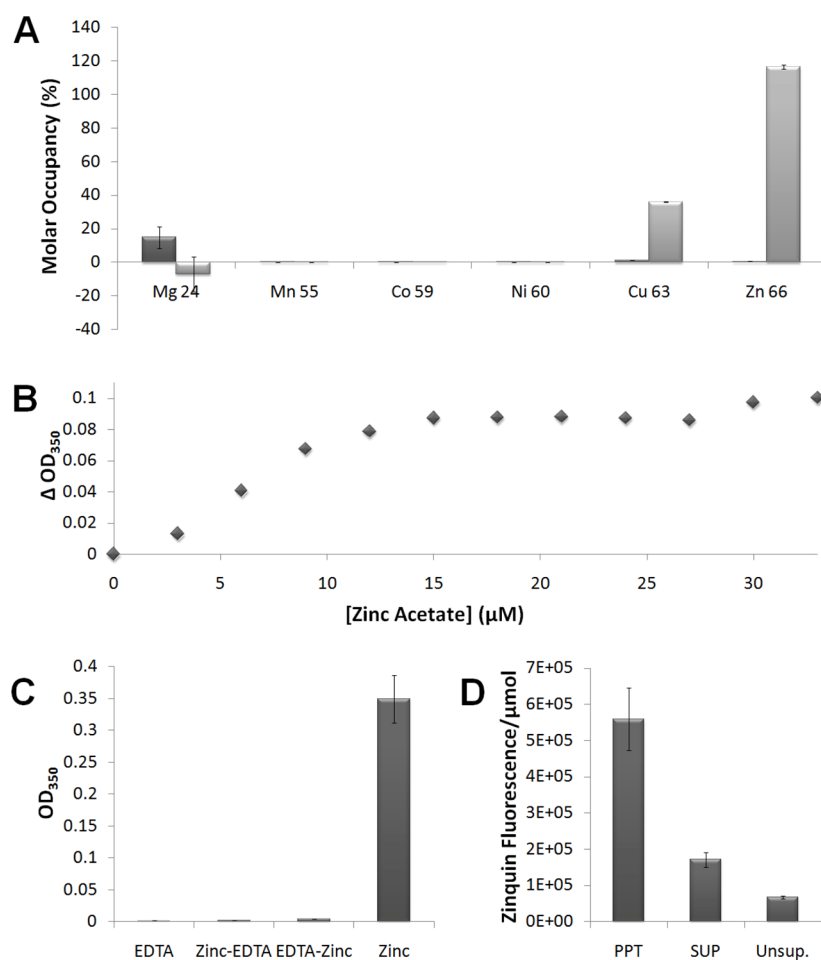 A
Molar Occupancy (%)
140
120
100
80
60
40
20
0
-20
-40
Mg 24 Mn 55 Co 59 Ni 60 Cu 63 Zn 66
B
Δ OD350
0.1
0.08
0.06
0.04
0.02
0
0 5 10 15 20 25 30
[Zinc Acetate] (µM)
C
OD350
0.4
0.35
0.3
0.25
0.2
0.15
0.1
0.05
0
EDTA Zinc-EDTA EDTA-Zinc Zinc
D
Zinquin Fluorescence/µmol
7E+05
6E+05
5E+05
4E+05
3E+05
2E+05
1E+05
0E+00
PPT SUP Unsup.